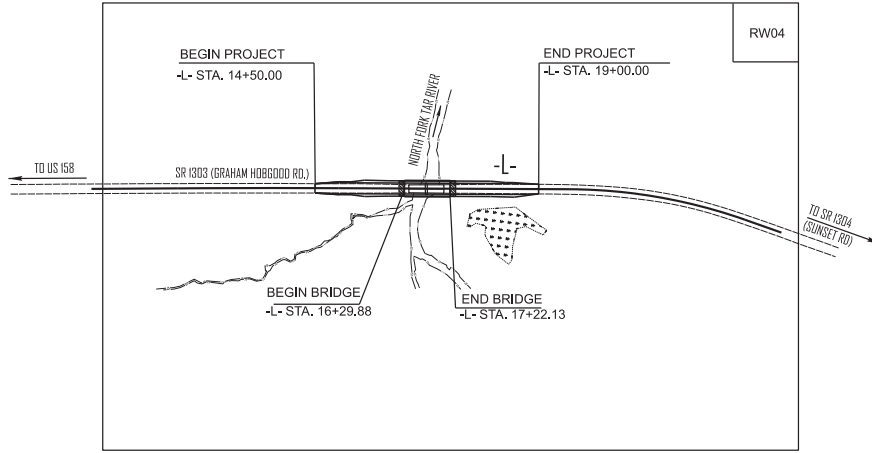 RW04
BEGIN PROJECT
-L- STA. 14+50.00
END PROJECT
-L- STA. 19+00.00
NORTH FORK TAR RIVER
TO US 158
SR 1303 (GRAHAM HOBGOOD RD.)
-L-
TO SR 1304
(SUNSET RD)
BEGIN BRIDGE
-L- STA. 16+29.88
END BRIDGE
-L- STA. 17+22.13